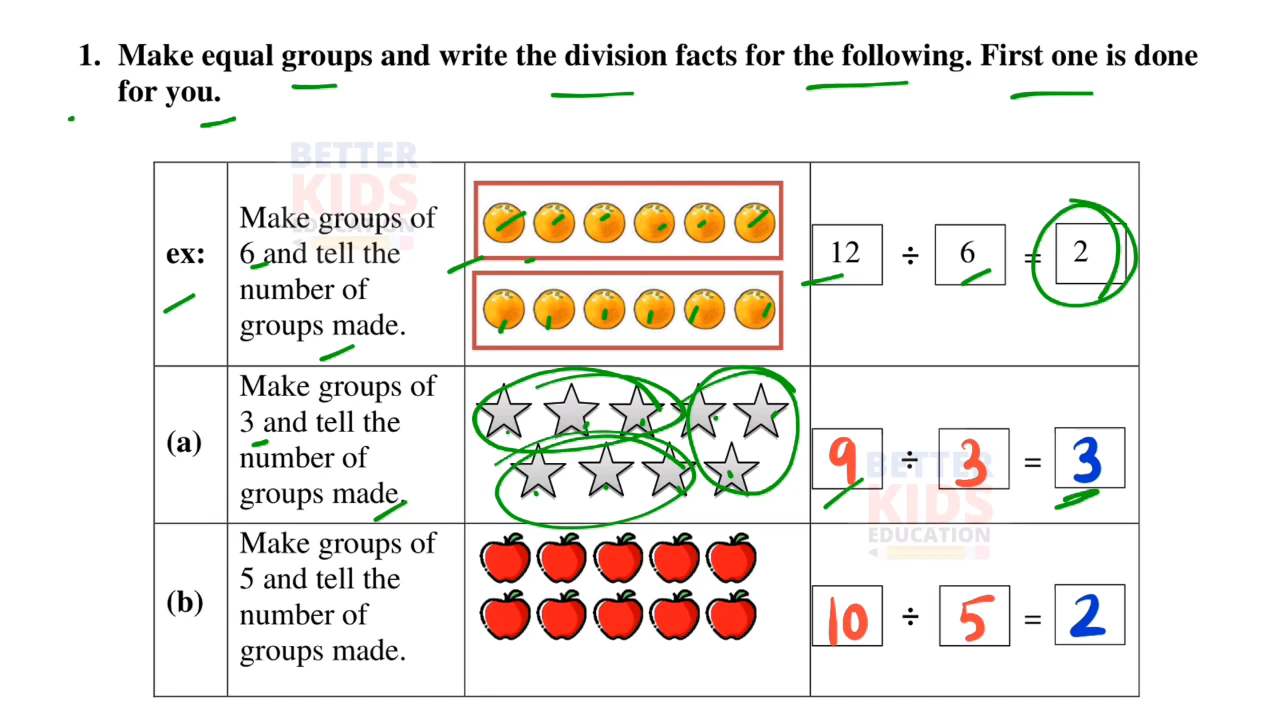 1. Make equal groups and write the division facts for the following. First one is done
for you.
BETTER
KIDS
EDUCATION
ex:
Make groups of
6 and tell the
number of
groups made.
12 ÷ 6 = 2
(a)
Make groups of
3 and tell the
number of
groups made.
9 ÷ 3 = 3
BETTER
KIDS
EDUCATION
(b)
Make groups of
5 and tell the
number of
groups made.
10 ÷ 5 = 2